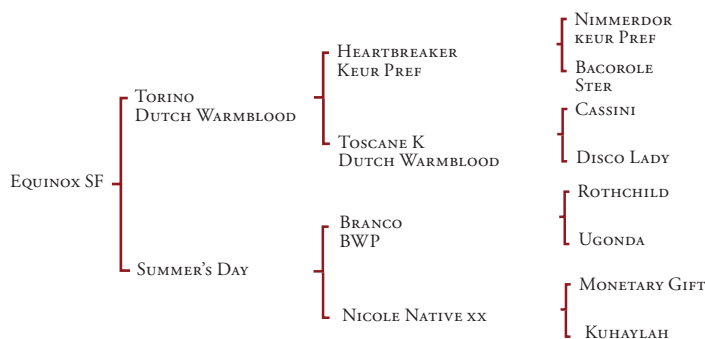 Nimmerdor
keur Pref
Heartbreaker
Keur Pref
Bacorole
Ster
Torino
Dutch Warmblood
Cassini
Toscane K
Dutch Warmblood
Disco Lady
Equinox SF
Rothchild
Branco
BWP
Ugonda
Summer's Day
Monetary Gift
Nicole Native xx
Kuhaylah